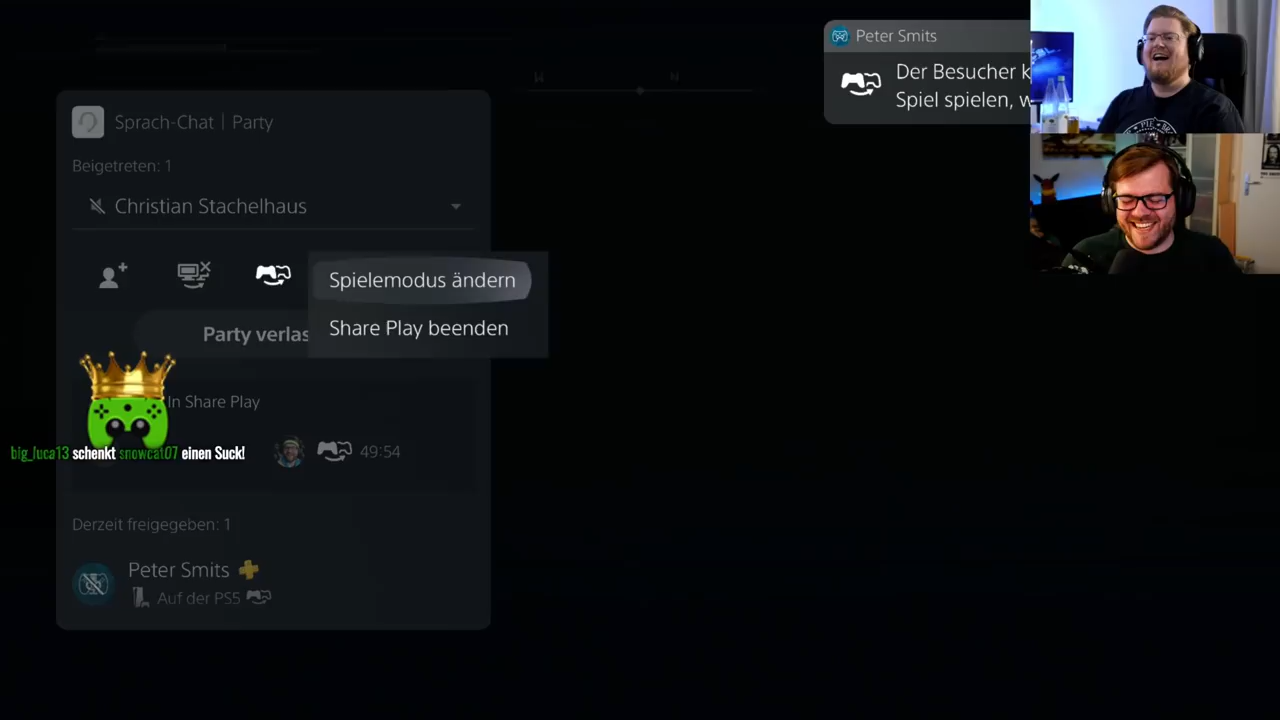 Peter Smits
Der Besucher k
Spiel spielen, w
Sprach-Chat | Party
Beigetreten: 1
Christian Stachelhaus
Spielemodus ändern
Share Play beenden
Party verlas
In Share Play
big_luca13 schenkt snowcat07 einen Suck!
49:54
Derzeit freigegeben: 1
Peter Smits
Auf der PS5